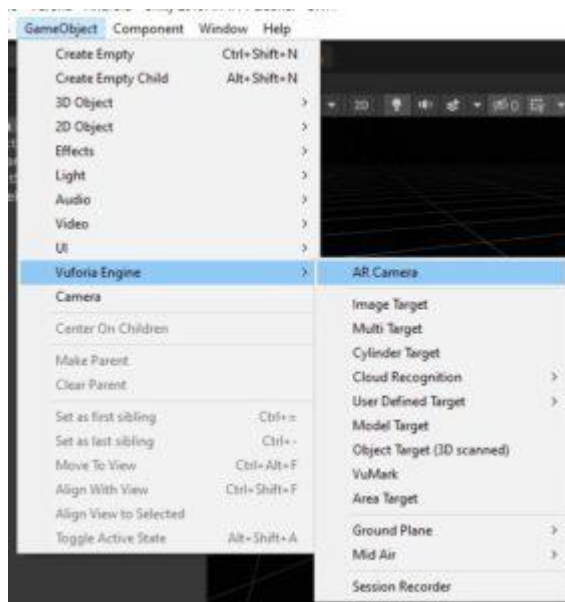 GameObject Component Window Help
Create Empty Ctrl+Shift+N
Create Empty Child Alt+Shift+N
3D Object
2D Object
Effects
Light
Audio
Video
UI
Vuforia Engine
Camera
Center On Children
Make Parent
Clear Parent
Set as first sibling Ctrl+=
Set as last sibling Ctrl+-
Move To View Ctrl+Alt+F
Align With View Ctrl+Shift+F
Align View to Selected
Toggle Active State Alt+Shift+A
2D
0
AR Camera
Image Target
Multi Target
Cylinder Target
Cloud Recognition
User Defined Target
Model Target
Object Target (3D scanned)
VuMark
Area Target
Ground Plane
Mid Air
Session Recorder